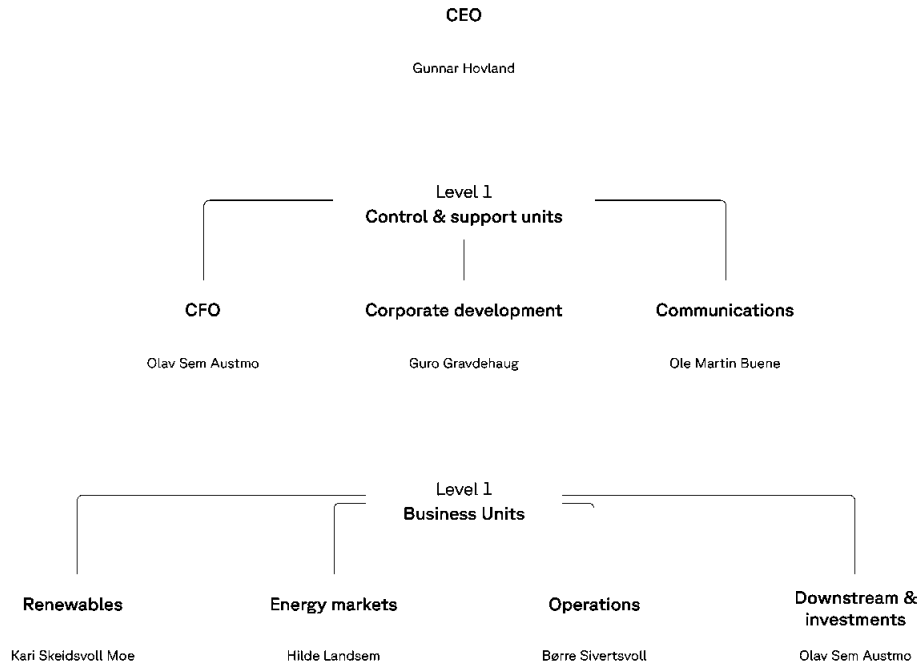 CEO
Gunnar Hovland
Level 1
Control & support units
CFO
Corporate development
Communications
Olav Sem Austmo
Guro Gravdehaug
Ole Martin Buene
Level 1
Business Units
Renewables
Energy markets
Operations
Downstream &
investments
Kari Skeidsvoll Moe
Hilde Landsem
Børre Sivertsvoll
Olav Sem Austmo